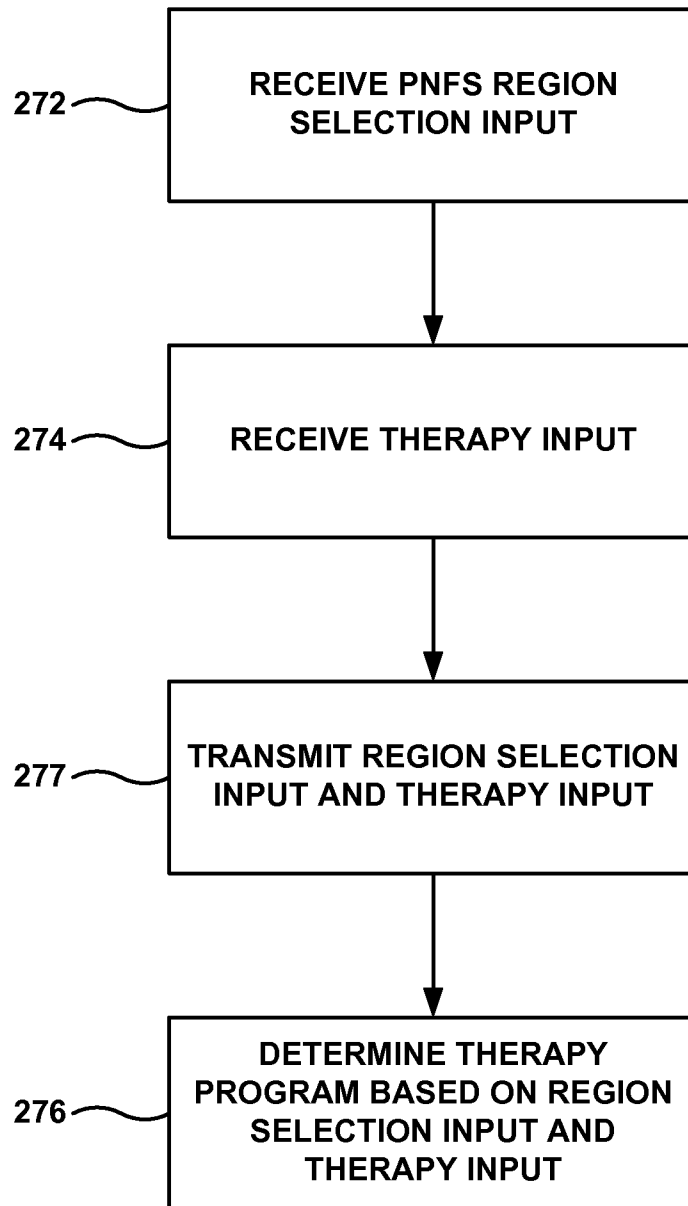 272
RECEIVE PNFS REGION
SELECTION INPUT
274
RECEIVE THERAPY INPUT
277
TRANSMIT REGION SELECTION
INPUT AND THERAPY INPUT
276
DETERMINE THERAPY
PROGRAM BASED ON REGION
SELECTION INPUT AND
THERAPY INPUT